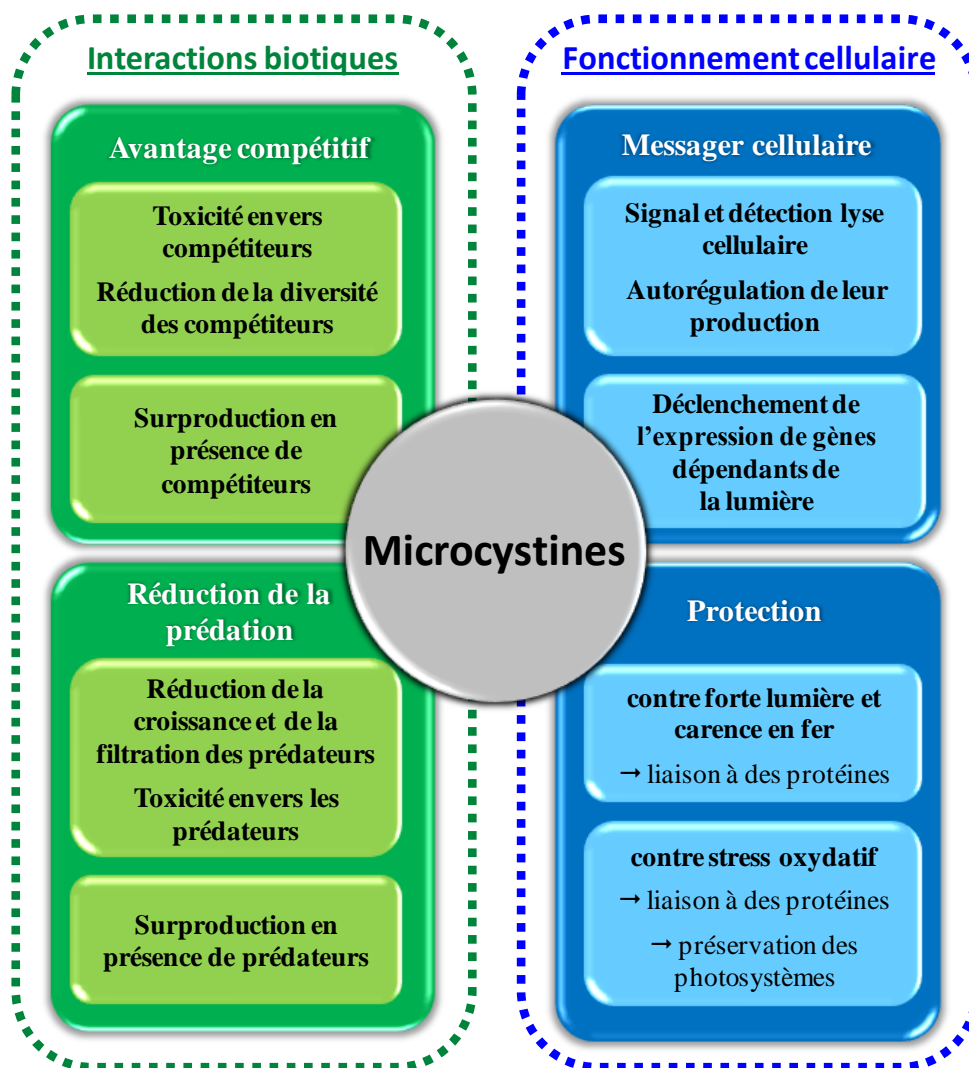 Interactions biotiques
Avantage compétitif
Toxicité envers
compétiteurs
Réduction de la diversité
des compétiteurs
Surproduction en
présence de
compétiteurs
Réduction de la
prédation
Réduction de la
croissance et de la
filtration des prédateurs
Toxicité envers les
prédateurs
Surproduction en
présence de prédateurs
Microcystines
Fonctionnement cellulaire
Messager cellulaire
Signal et détection lyse
cellulaire
Autorégulation de leur
production
Déclenchement de
l’expression de gènes
dépendants de
la lumière
Protection
contre forte lumière et
carence en fer
→ liaison à des protéines
contre stress oxydatif
→ liaison à des protéines
→ préservation des
photosystèmes